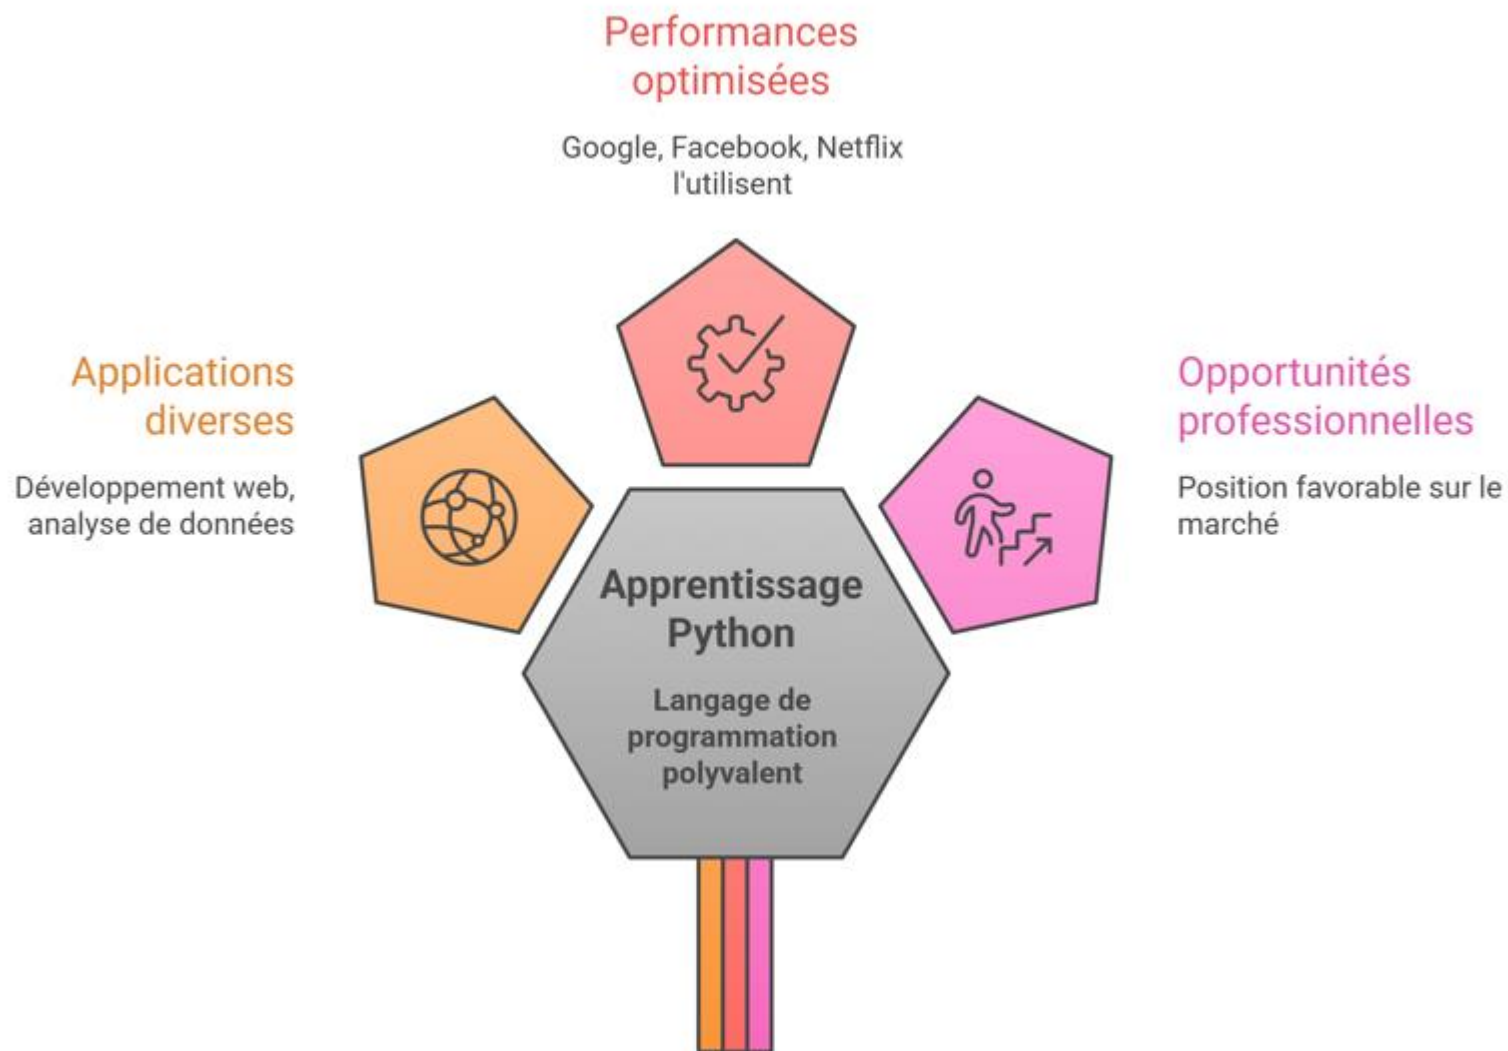 Performances
optimisées
Google, Facebook, Netflix
l'utilisent
Applications
diverses
Développement web,
analyse de données
Opportunités
professionnelles
Position favorable sur le
marché
Apprentissage
Python
Langage de
programmation
polyvalent